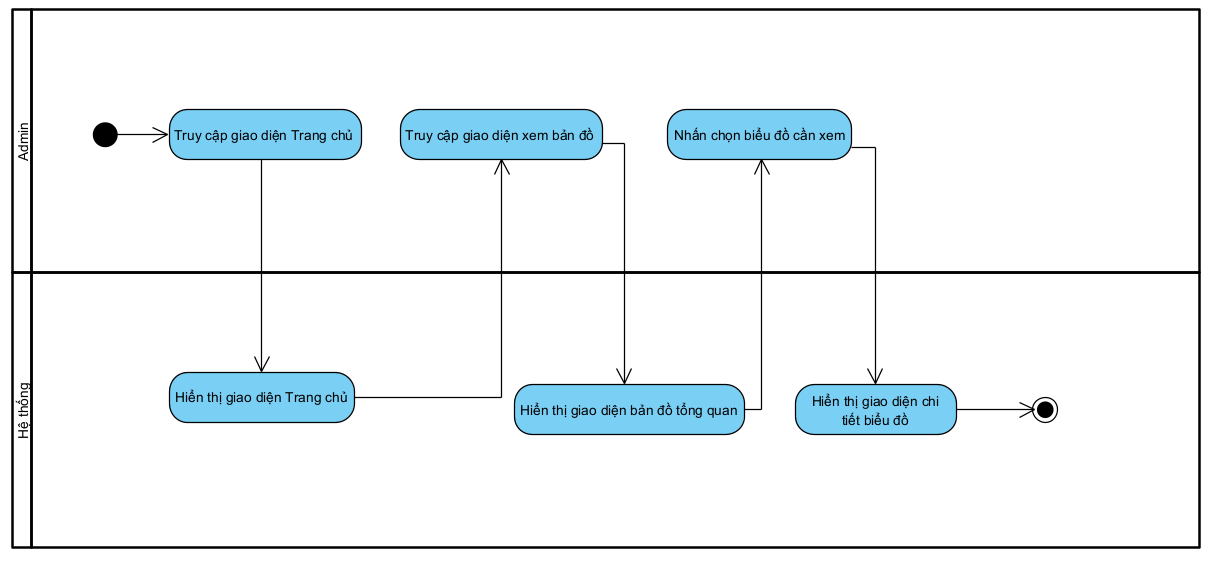 Admin
Truy cập giao diện Trang chủ
Truy cập giao diện xem bản đồ
Nhấn chọn biểu đồ cần xem
Hệ thống
Hiển thị giao diện Trang chủ
Hiển thị giao diện bản đồ tổng quan
Hiển thị giao diện chi
tiết biểu đồ